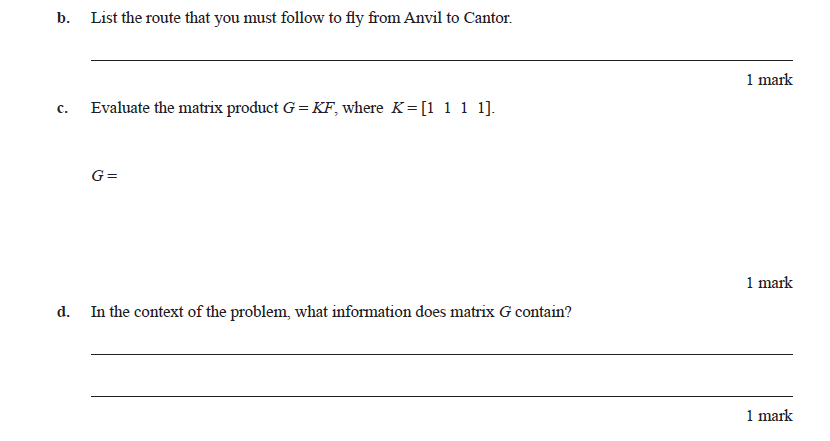 b. List the route that you must follow to fly from Anvil to Cantor.
1 mark
c. Evaluate the matrix product G = KF, where K = [1 1 1 1].
G =
1 mark
d. In the context of the problem, what information does matrix G contain?
1 mark